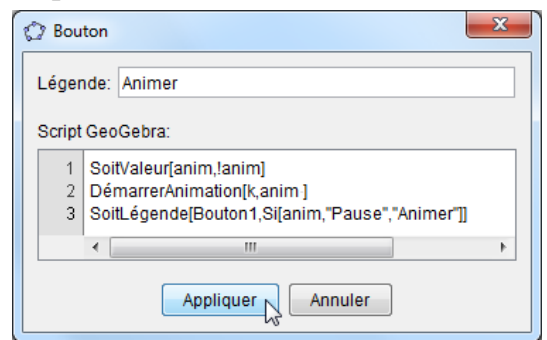 Bouton
Légende: Animer
Script GeoGebra:
1 SoitValeur[anim,!anim]
2 DémarrerAnimation[k,anim ]
3 SoitLégende[Bouton1,Si[anim,"Pause","Animer"]]
Appliquer Annuler